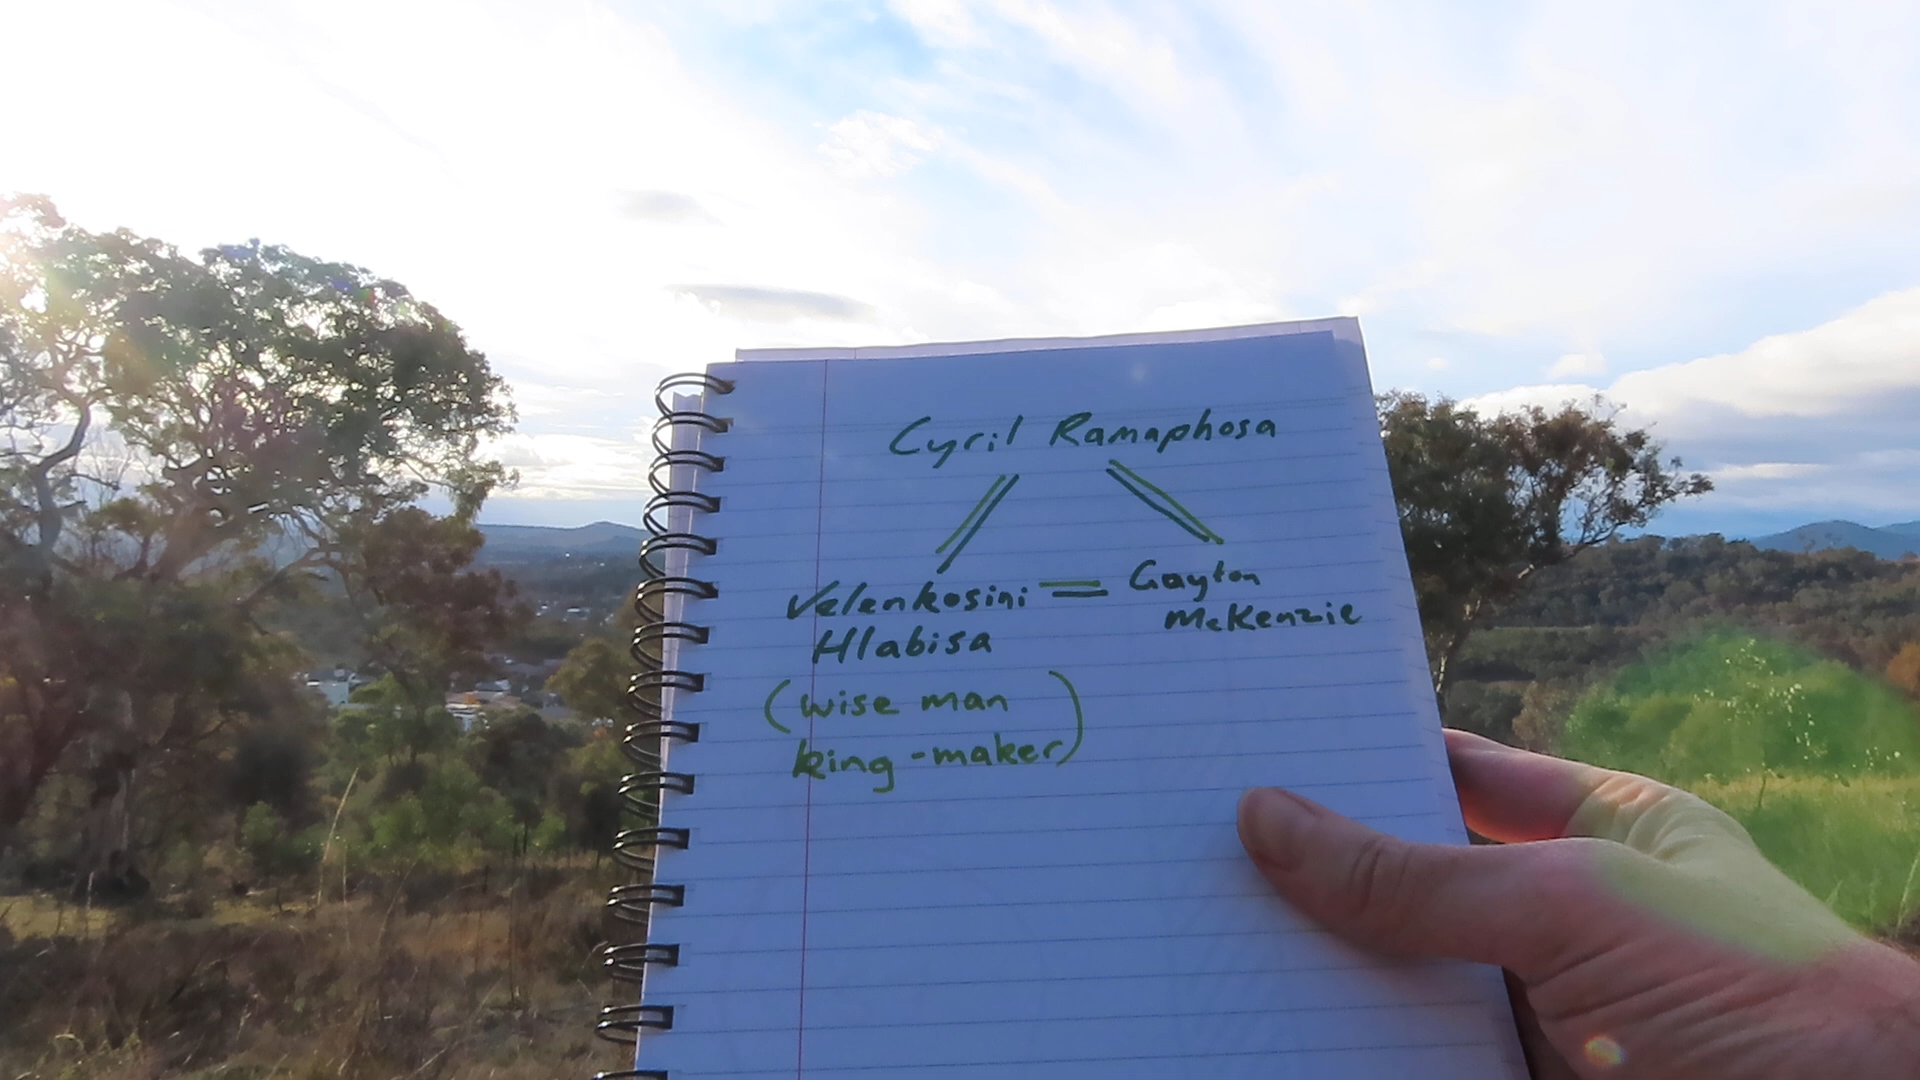 Cyril Ramaphosa
Velenkosini = Gayton
Hlabisa McKenzie
(wise man
king-maker)